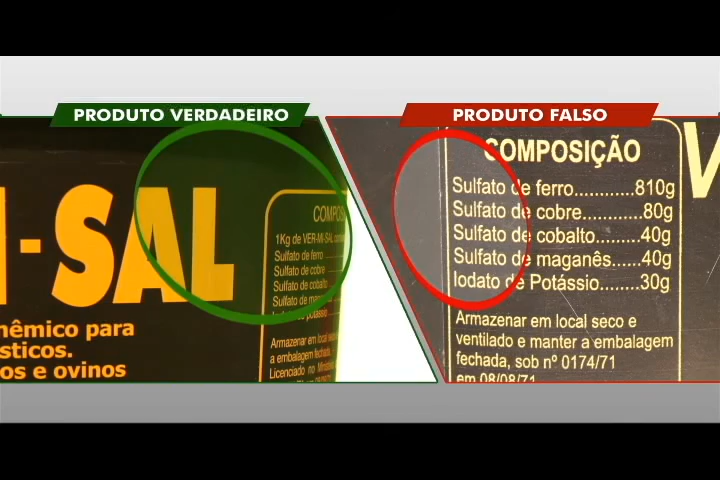 PRODUTO VERDADEIRO
-SAL
nêmico para
sticos.
os e ovinos
COMPOS
1Kg de VER-MI-SAL
Sulfato de ferro
Sulfato de cobre
Sulfato de cobalto
Sulfato de
Iodato de potássio
Armazenar em local
a embalagem fechada.
Licenciado no
PRODUTO FALSO
COMPOSIÇÃO
Sulfato de ferro............810g
Sulfato de cobre............80g
Sulfato de cobalto.........40g
Sulfato de maganês......40g
Iodato de Potássio........30g
Armazenar em local seco e
ventilado e manter a embalagem
fechada, sob nº 0174/71
em 08/08/71
V